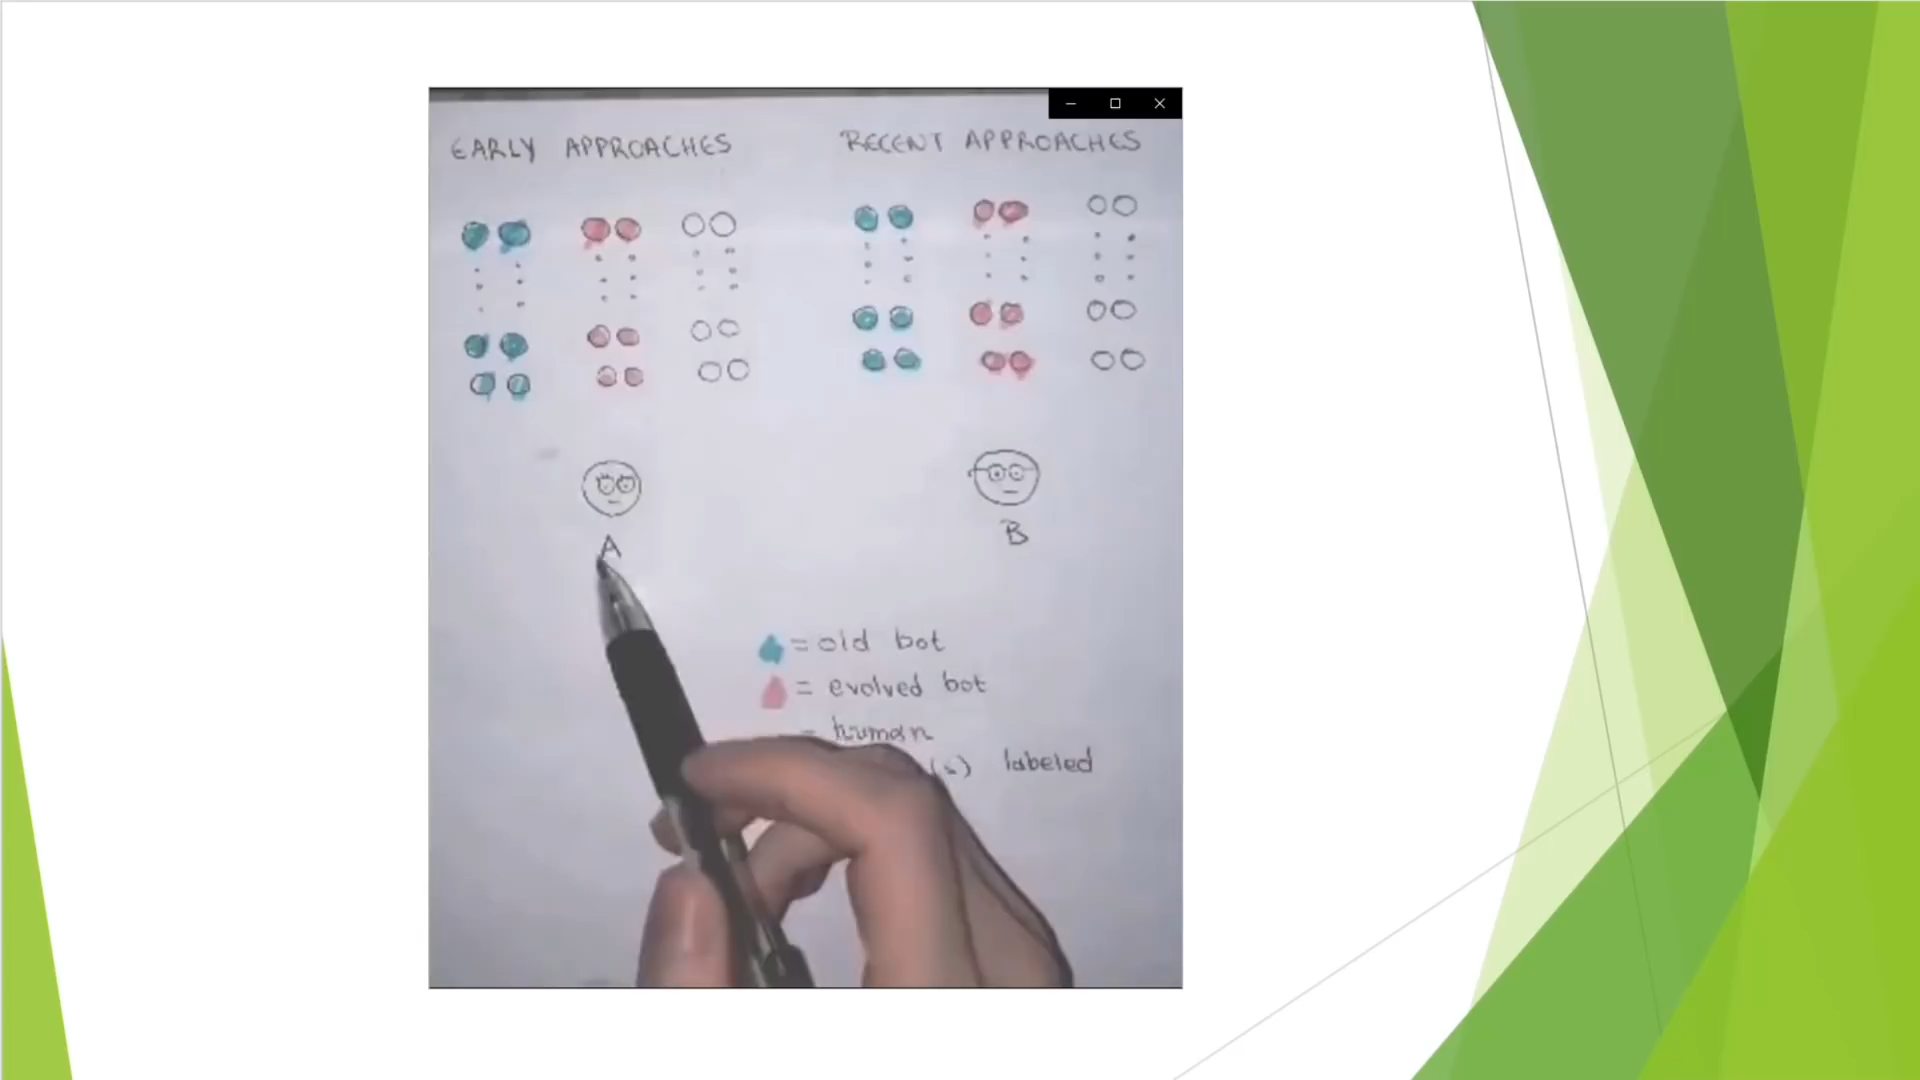 EARLY APPROACHES
RECENT APPROACHES
A
B
= old bot
= evolved bot
= human
(s) labeled